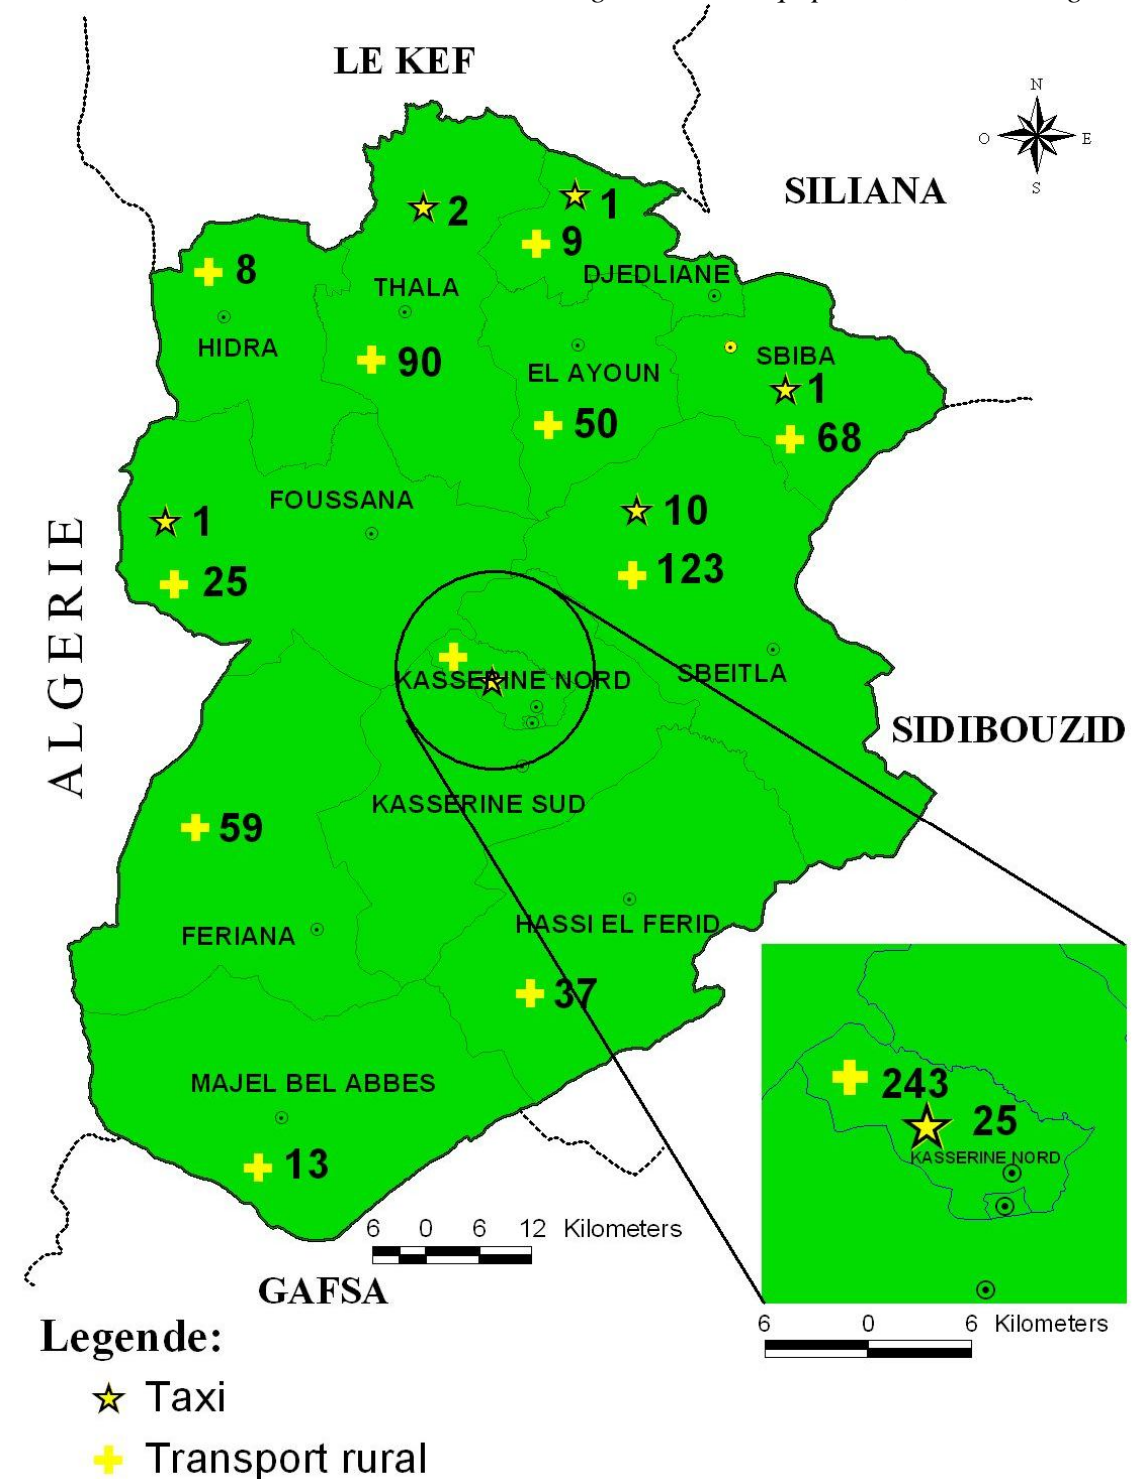 LE KEF
N
O
E
S
SILIANA
2
1
9
8
DJEDLIANE
THALA
HIDRA
90
EL AYOUN
SBIBA
1
50
68
FOUSSANA
1
10
25
123
ALGERIE
KASSERINE NORD
SBEITLA
SIDIBOUZID
KASSERINE SUD
59
HASSI EL FERID
FERIANA
37
MAJEL BEL ABBES
243
25
KASSERINE NORD
13
6 0 6 12 Kilometers
GAFSA
6 0 6 Kilometers
Legende:
Taxi
Transport rural